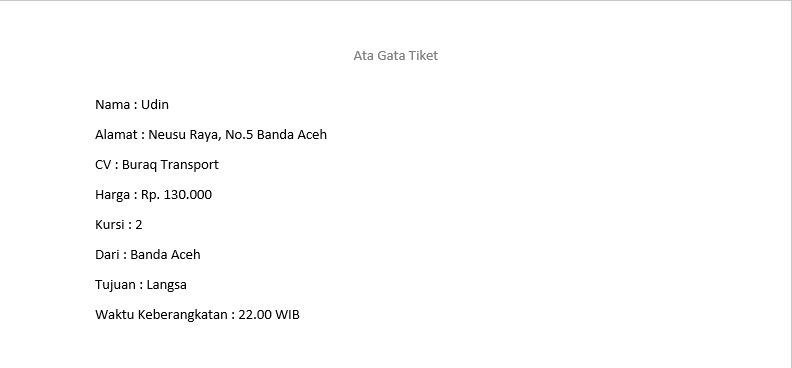 Ata Gata Tiket
Nama : Udin
Alamat : Neusu Raya, No.5 Banda Aceh
CV : Buraq Transport
Harga : Rp. 130.000
Kursi : 2
Dari : Banda Aceh
Tujuan : Langsa
Waktu Keberangkatan : 22.00 WIB